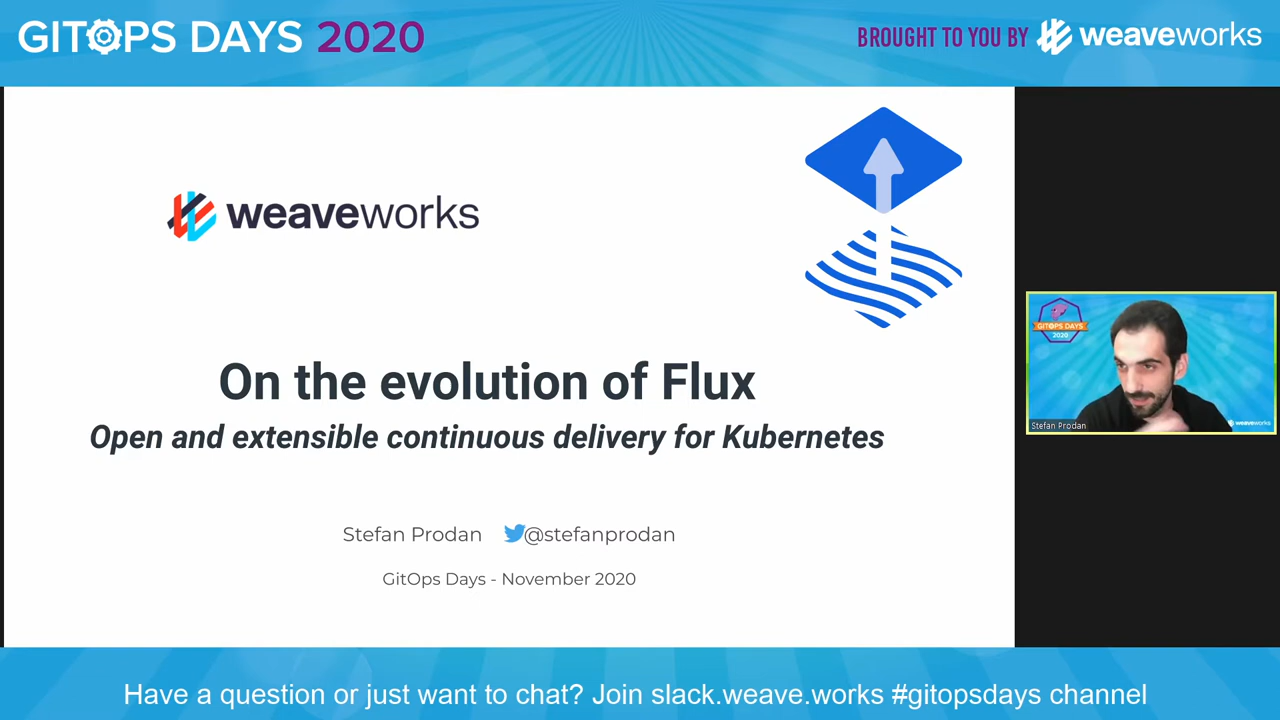 GITOPS DAYS 2020
BROUGHT TO YOU BY weaveworks
weaveworks
On the evolution of Flux
Open and extensible continuous delivery for Kubernetes
Stefan Prodan @stefanprodan
GitOps Days - November 2020
GITOPS DAYS
2020
Stefan Prodan
weaveworks
Have a question or just want to chat? Join slack.weave.works #gitopsdays channel